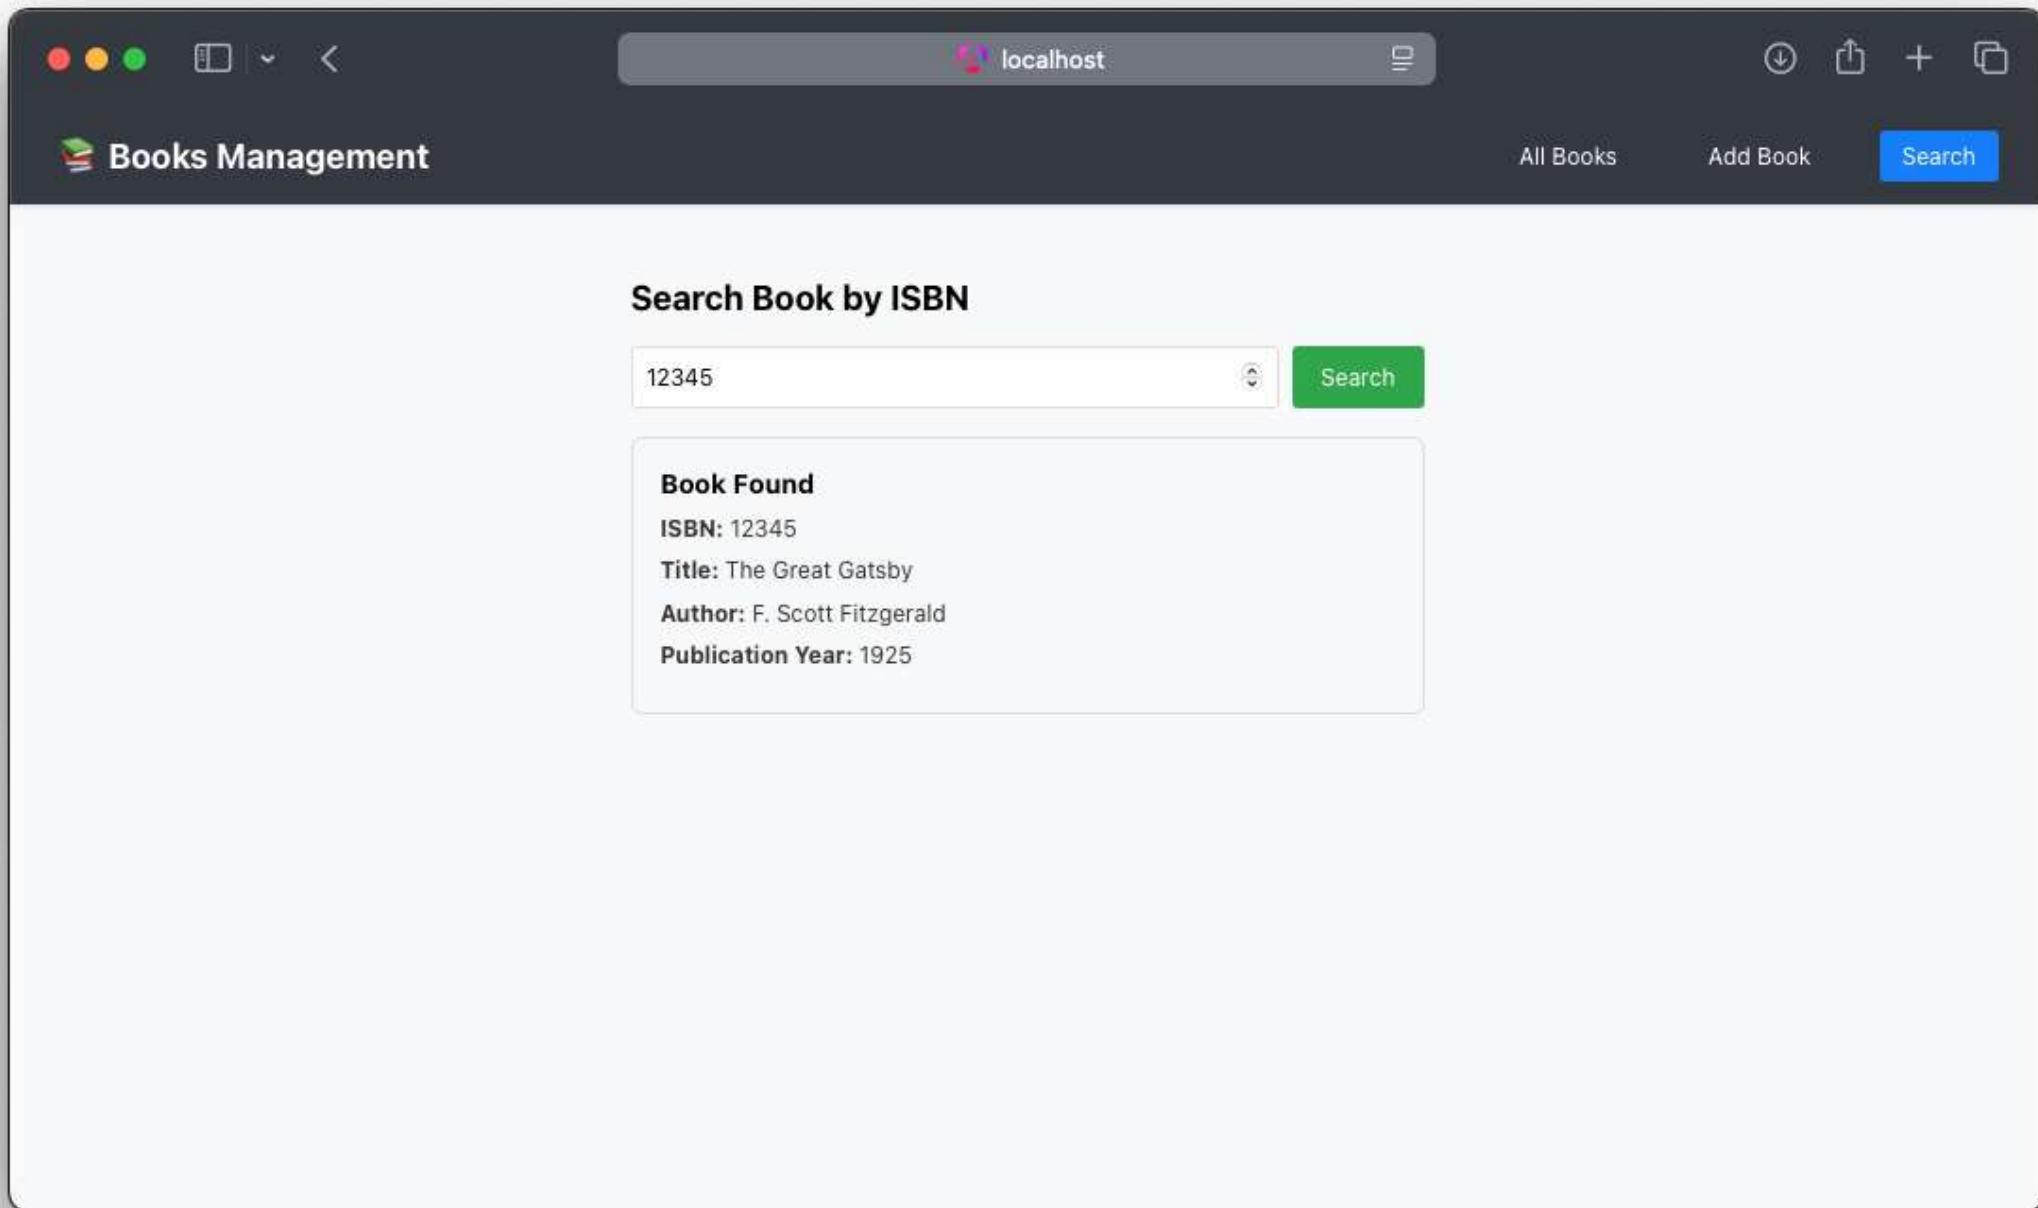 localhost
Books Management
All Books
Add Book
Search
Search Book by ISBN
12345
Search
Book Found
ISBN: 12345
Title: The Great Gatsby
Author: F. Scott Fitzgerald
Publication Year: 1925